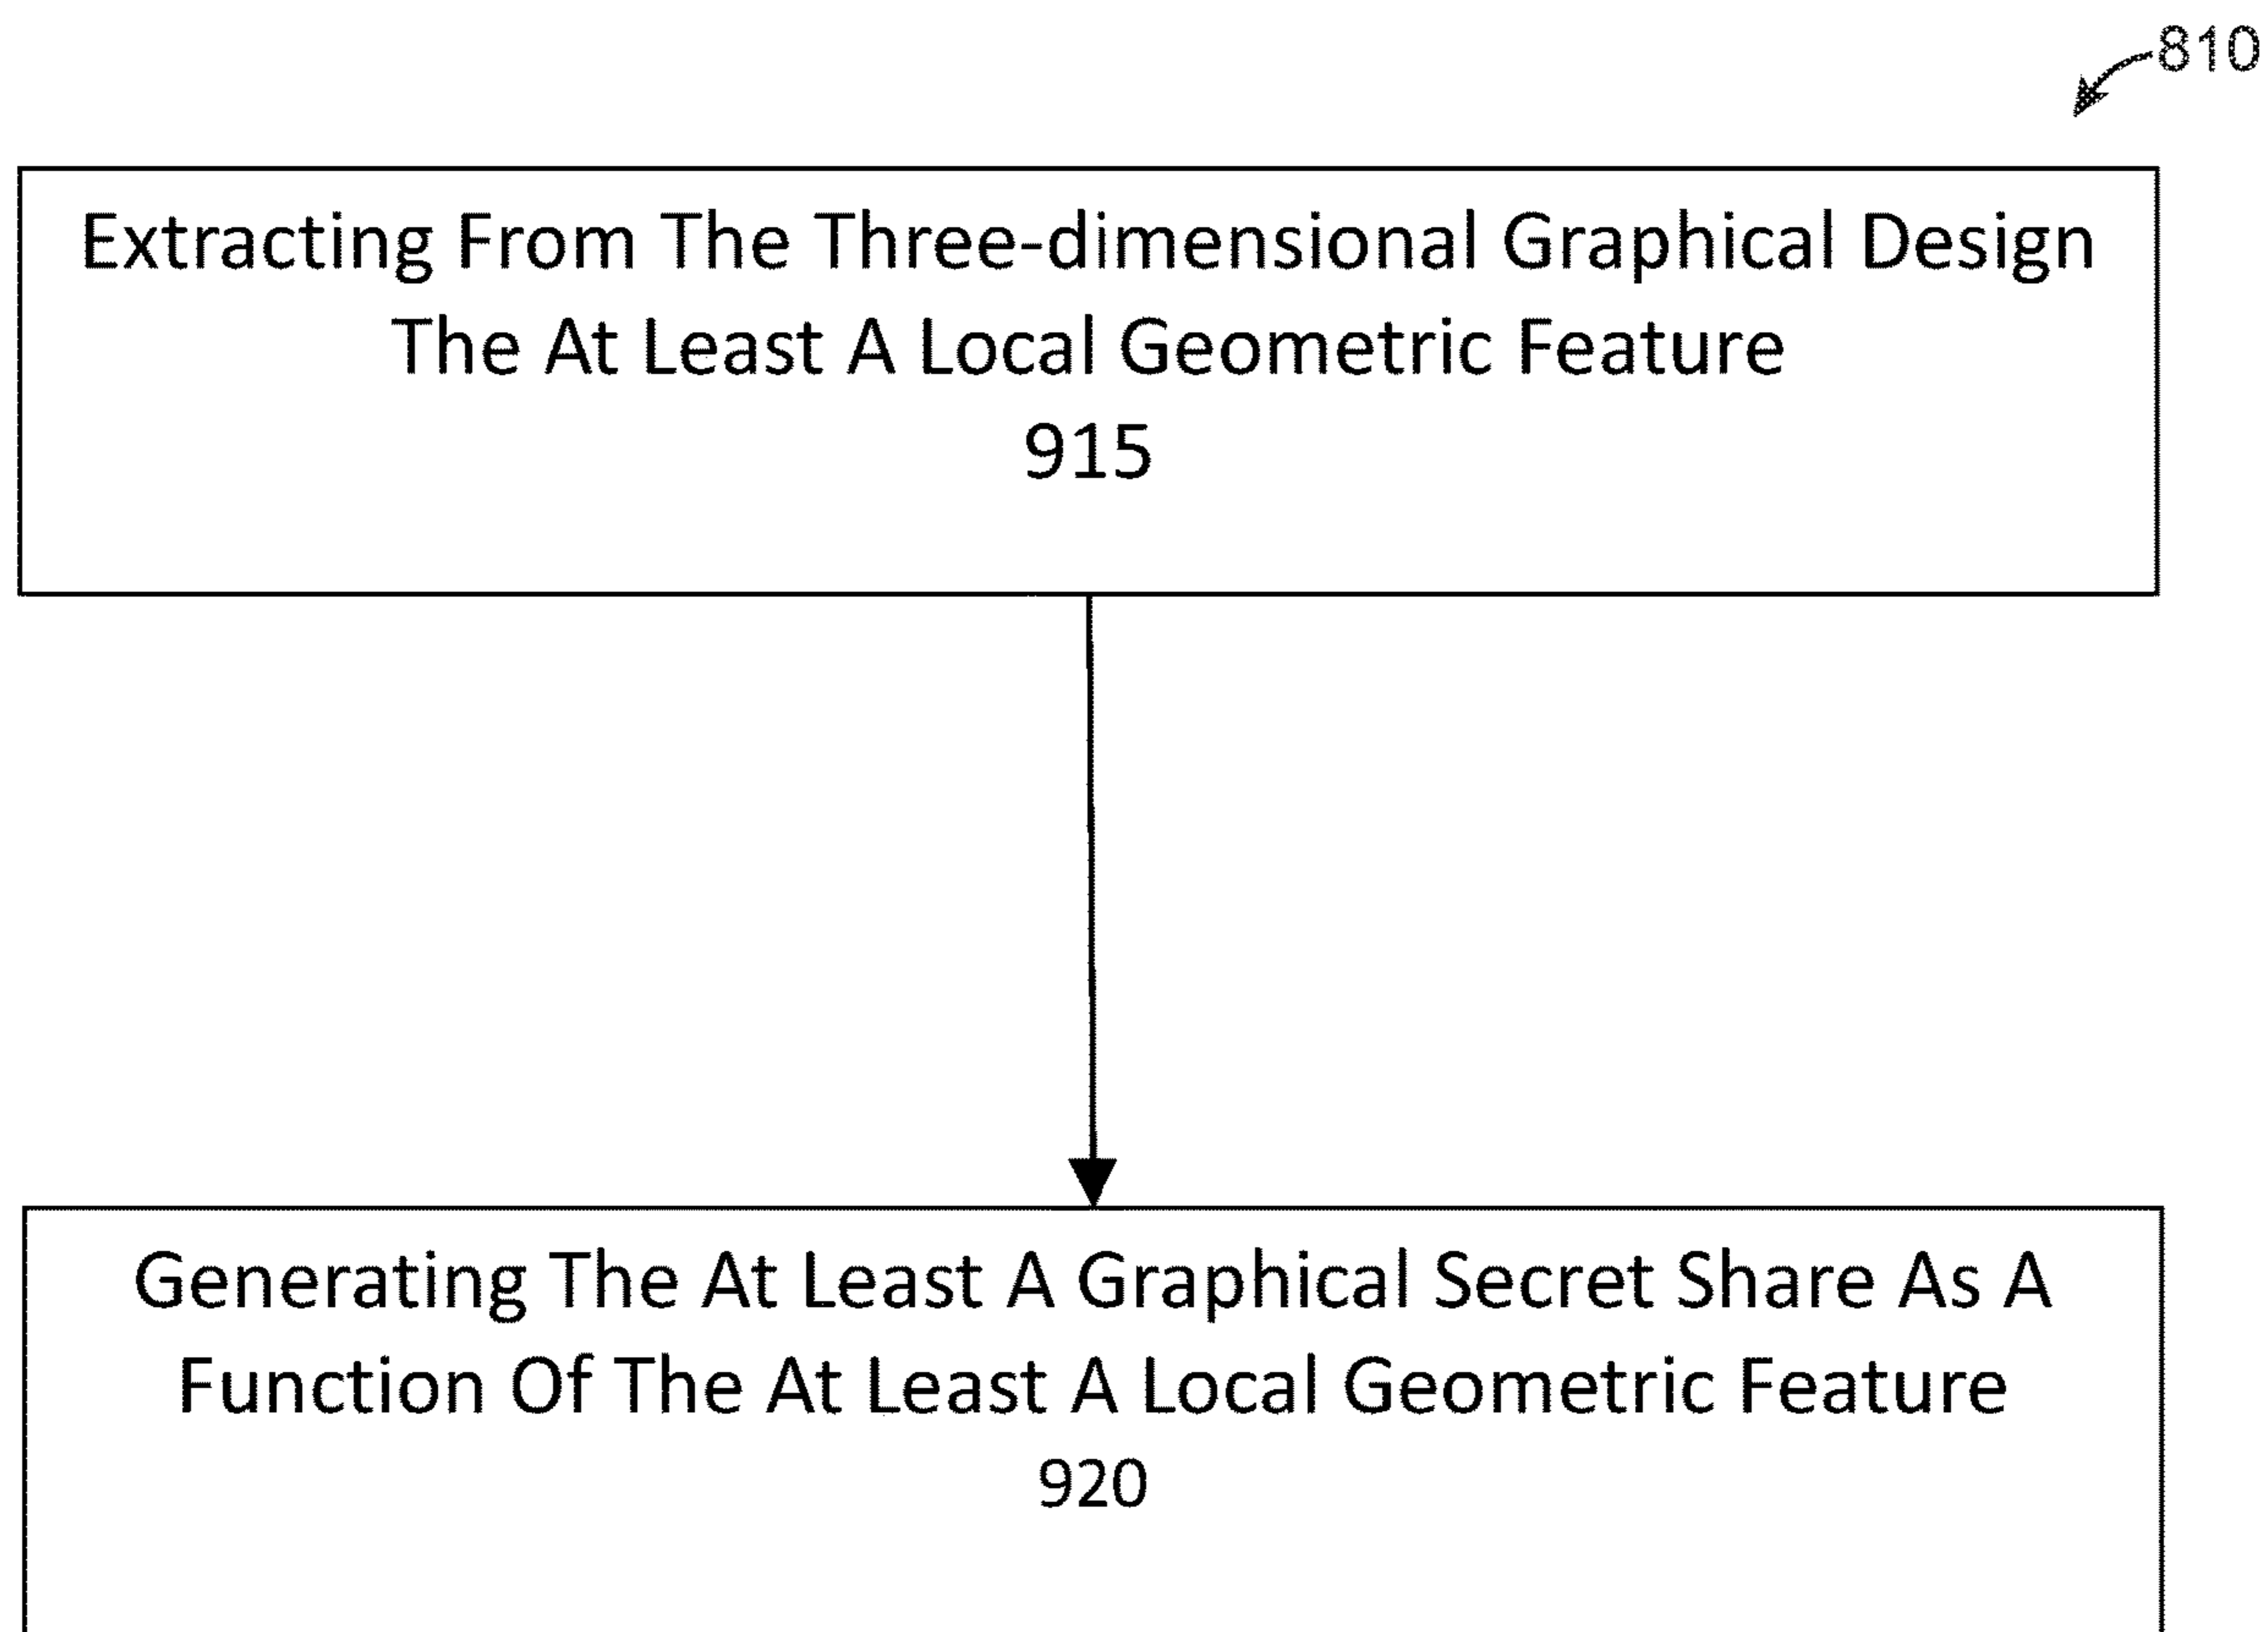 810
Extracting From The Three-dimensional Graphical Design
The At Least A Local Geometric Feature
915
Generating The At Least A Graphical Secret Share As A
Function Of The At Least A Local Geometric Feature
920